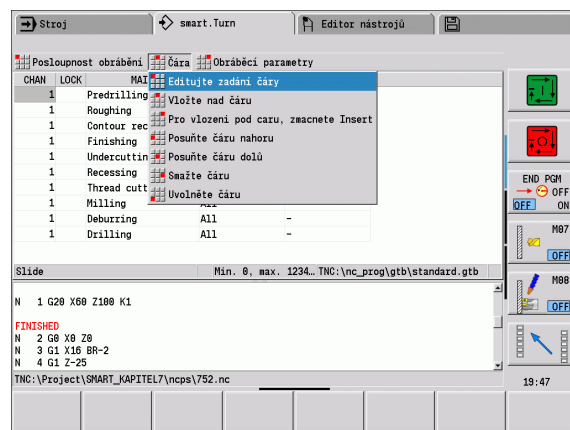 Stroj
smart.Turn
Editor nástrojů
Posloupnost obrábění Čára Obráběcí parametry
CHAN LOCK MAI
Editujte zadání čáry
Vložte nad čáru
Pro vlozeni pod caru, zmacnete Insert
Posuňte čáru nahoru
Posuňte čáru dolů
Smažte čáru
Uvolněte čáru
1 Predrilling
1 Roughing
1 Contour rec
1 Finishing
1 Undercuttin
1 Recessing
1 Thread cutt
1 Milling All
1 Deburring All -
1 Drilling All -
Slide Min. 0, max. 1234… TNC:\nc_prog\gtb\standard.gtb
N 1 G20 X60 Z100 K1
FINISHED
N 2 G0 X0 Z0
N 3 G1 X16 BR-2
N 4 G1 Z-25
TNC:\Project\SMART_KAPITEL7\ncps\752.nc
END PGM
OFF
OFF ON
M07
OFF
M08
OFF
19:47